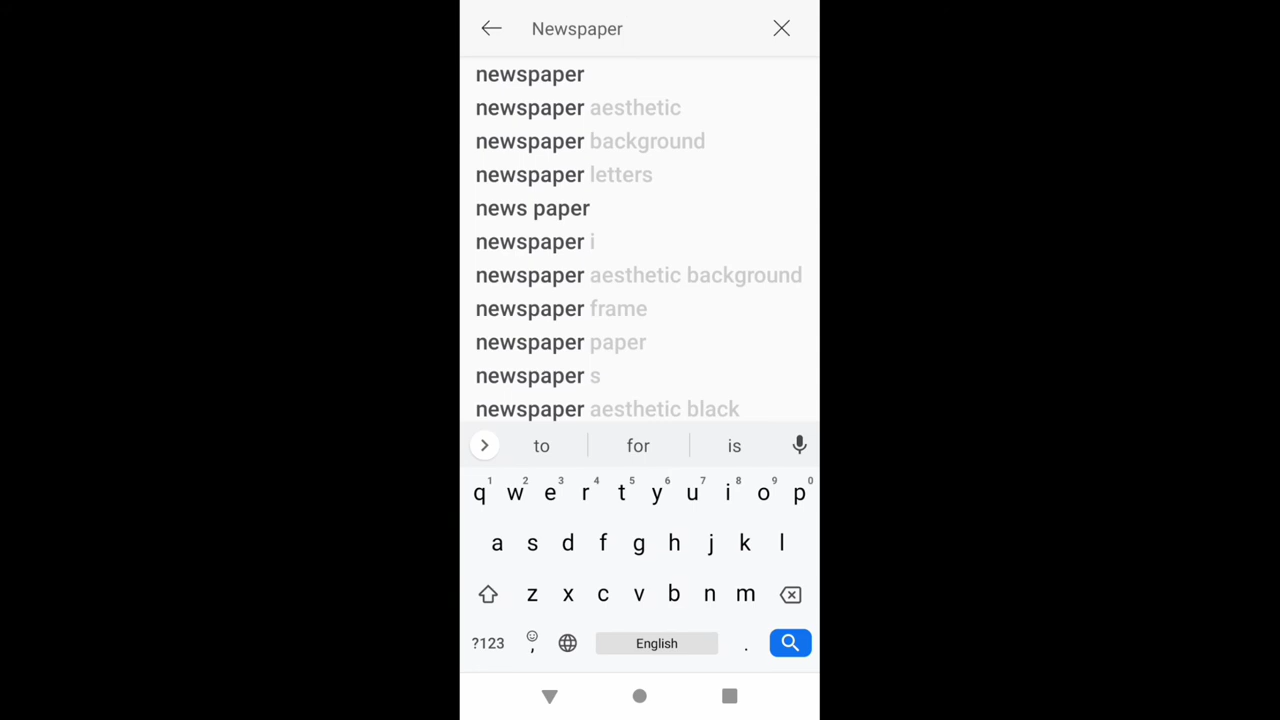 Newspaper
newspaper
newspaper aesthetic
newspaper background
newspaper letters
news paper
newspaper i
newspaper aesthetic background
newspaper frame
newspaper paper
newspaper s
newspaper aesthetic black
to for is
1 2 3 4 5 6 7 8 9 0
q w e r t y u i o p
a s d f g h j k l
z x c v b n m
?123 , English .